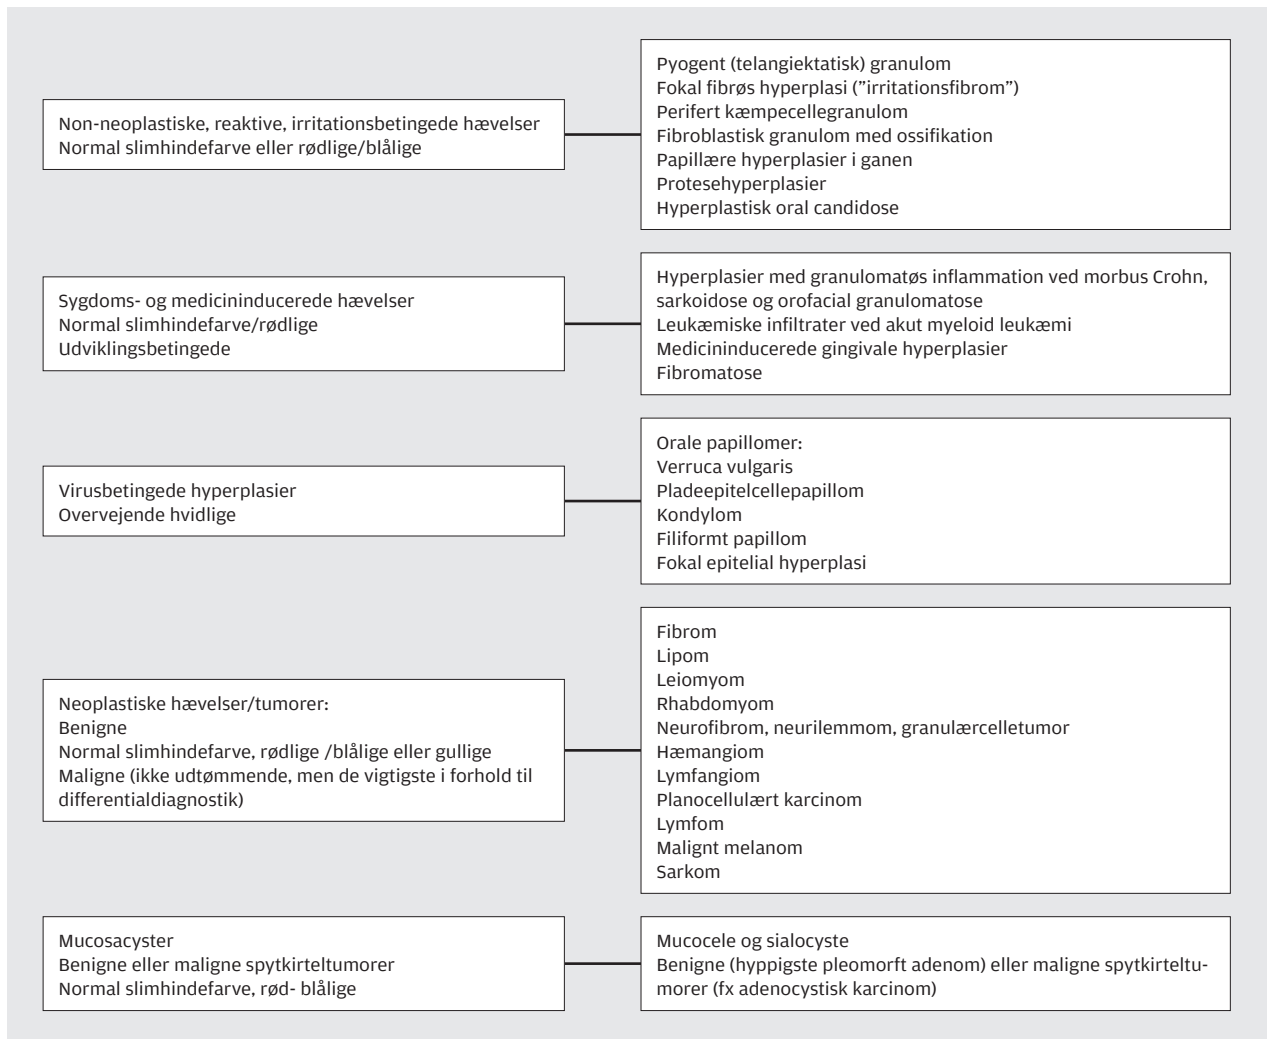 Non-neoplastiske, reaktive, irritationsbetingede hævelser
Normal slimhindefarve eller rødlige/blålige
Pyogent (telangiektatisk) granulom
Fokal fibrøs hyperplasi (”irritationsfibrom”)
Perifert kæmpecellegranulom
Fibroblastisk granulom med ossifikation
Papillære hyperplasier i ganen
Protesehyperplasier
Hyperplastisk oral candidose
Sygdoms- og medicininducerede hævelser
Normal slimhindefarve/rødlige
Udviklingsbetingede
Hyperplasier med granulomatøs inflammation ved morbus Crohn,
sarkoidose og orofacial granulomatose
Leukæmiske infiltrater ved akut myeloid leukæmi
Medicininducerede gingivale hyperplasier
Fibromatose
Virusbetingede hyperplasier
Overvejende hvidlige
Orale papillomer:
Verruca vulgaris
Pladeepitelcellepapillom
Kondylom
Filiformt papillom
Fokal epitelial hyperplasi
Neoplastiske hævelser/tumorer:
Benigne
Normal slimhindefarve, rødlige /blålige eller gullige
Maligne (ikke udtømmende, men de vigtigste i forhold til
differentialdiagnostik)
Fibrom
Lipom
Leiomyom
Rhabdomyom
Neurofibrom, neurilemmom, granulærcelletumor
Hæmangiom
Lymfangiom
Planocellulært karcinom
Lymfom
Malignt melanom
Sarkom
Mucosacyster
Benigne eller maligne spytkirteltumorer
Normal slimhindefarve, rød- blålige
Mucocele og sialocyste
Benigne (hyppigste pleomorft adenom) eller maligne spytkirteltu-
morer (fx adenocystisk karcinom)